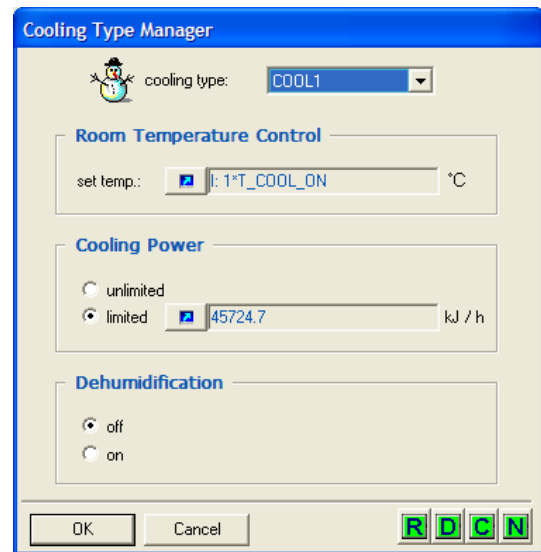 Cooling Type Manager
cooling type: COOL1
Room Temperature Control
set temp.: I: 1*T_COOL_ON °C
Cooling Power
unlimited
limited 45724.7 kJ / h
Dehumidification
off
on
OK Cancel R D C N